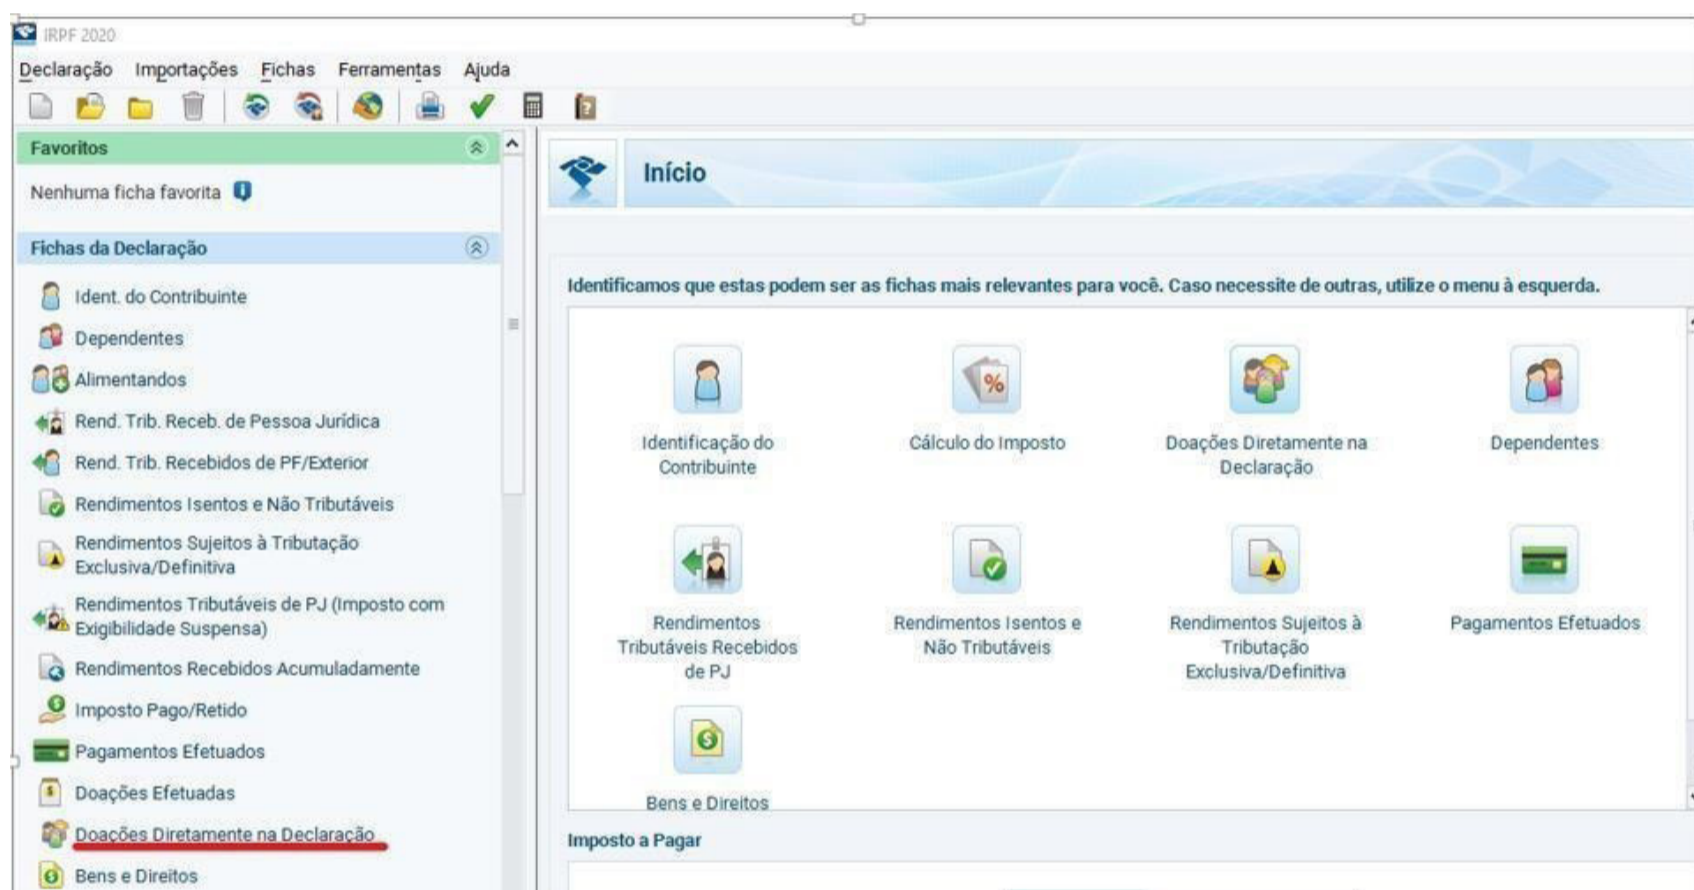 IRPF 2020
Declaração Importações Fichas Ferramentas Ajuda
Favoritos
Nenhuma ficha favorita
Fichas da Declaração
Ident. do Contribuinte
Dependentes
Alimentandos
Rend. Trib. Receb. de Pessoa Jurídica
Rend. Trib. Recebidos de PF/Exterior
Rendimentos Isentos e Não Tributáveis
Rendimentos Sujeitos à Tributação
Exclusiva/Definitiva
Rendimentos Tributáveis de PJ (Imposto com
Exigibilidade Suspensa)
Rendimentos Recebidos Acumuladamente
Imposto Pago/Retido
Pagamentos Efetuados
Doações Efetuadas
Doações Diretamente na Declaração
Bens e Direitos
Início
Identificamos que estas podem ser as fichas mais relevantes para você. Caso necessite de outras, utilize o menu à esquerda.
Identificação do
Contribuinte
Cálculo do Imposto
Doações Diretamente na
Declaração
Dependentes
Rendimentos
Tributáveis Recebidos
de PJ
Rendimentos Isentos e
Não Tributáveis
Rendimentos Sujeitos à
Tributação
Exclusiva/Definitiva
Pagamentos Efetuados
Bens e Direitos
Imposto a Pagar